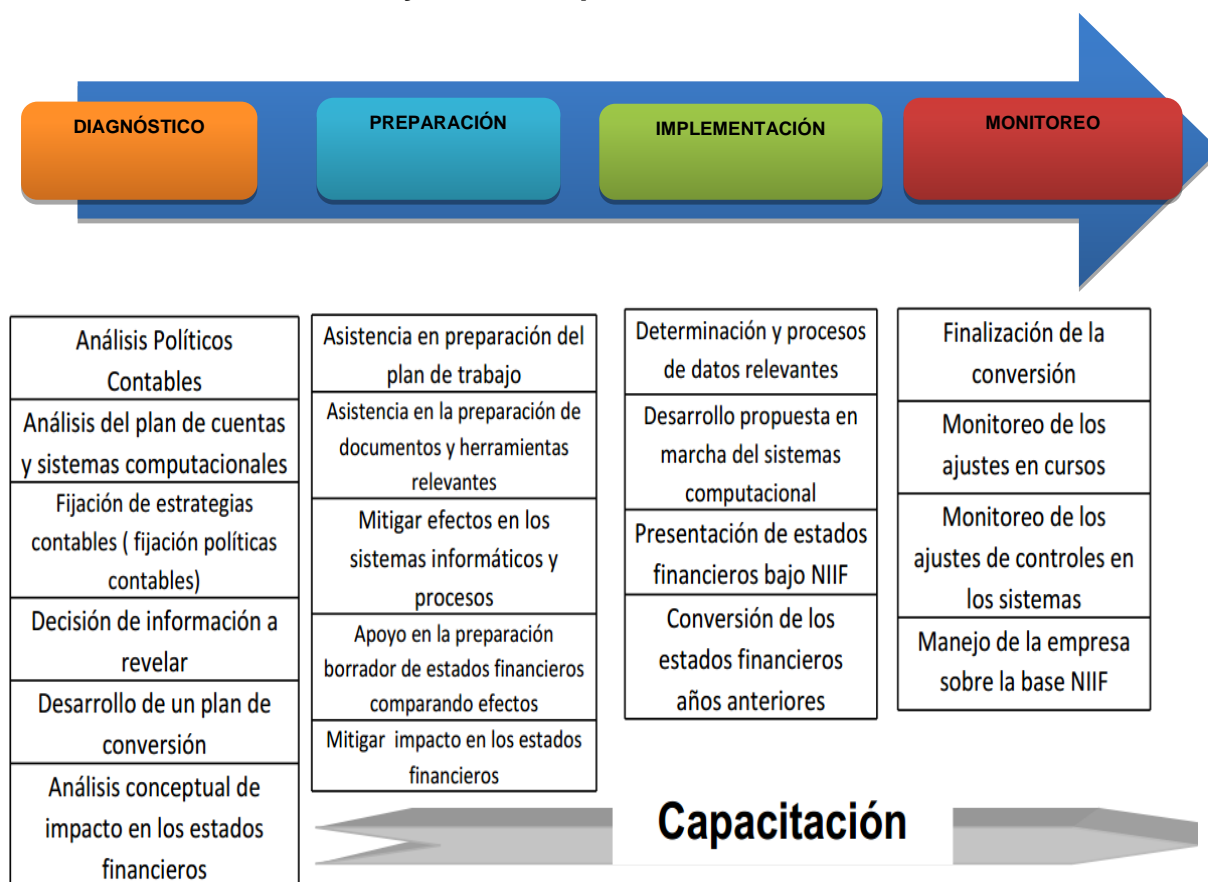 DIAGNÓSTICO
PREPARACIÓN
IMPLEMENTACIÓN
MONITOREO
Análisis Políticos
Contables
Análisis del plan de cuentas
y sistemas computacionales
Fijación de estrategias
contables ( fijación políticas
contables)
Decisión de información a
revelar
Desarrollo de un plan de
conversión
Análisis conceptual de
impacto en los estados
financieros
Asistencia en preparación del
plan de trabajo
Asistencia en la preparación de
documentos y herramientas
relevantes
Mitigar efectos en los
sistemas informáticos y
procesos
Apoyo en la preparación
borrador de estados financieros
comparando efectos
Mitigar impacto en los estados
financieros
Determinación y procesos
de datos relevantes
Desarrollo propuesta en
marcha del sistemas
computacional
Presentación de estados
financieros bajo NIIF
Conversión de los
estados financieros
años anteriores
Finalización de la
conversión
Monitoreo de los
ajustes en cursos
Monitoreo de los
ajustes de controles en
los sistemas
Manejo de la empresa
sobre la base NIIF
Capacitación